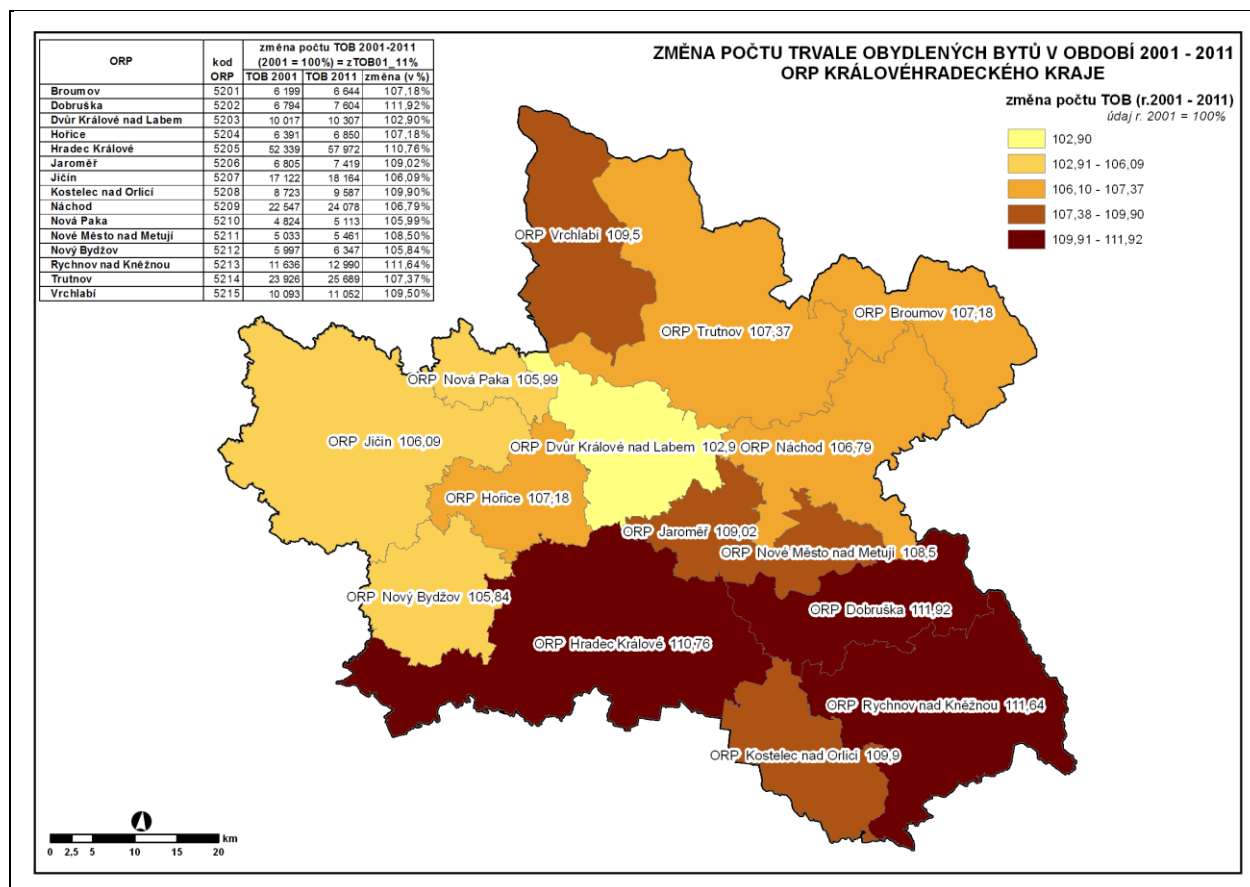 ZMĚNA POČTU TRVALE OBYDLENÝCH BYTŮ V OBDOBÍ 2001 - 2011
ORP KRÁLOVÉHRADECKÉHO KRAJE
ORP kod ORP změna počtu TOB 2001-2011 (2001 = 100%) = zTOB01_11%
TOB 2001 TOB 2011 změna (v %)
Broumov 5201 6 199 6 644 107,18%
Dobruška 5202 6 794 7 604 111,92%
Dvůr Králové nad Labem 5203 10 017 10 307 102,90%
Hořice 5204 6 391 6 850 107,18%
Hradec Králové 5205 52 339 57 972 110,76%
Jaroměř 5206 6 805 7 419 109,02%
Jičín 5207 17 122 18 164 106,09%
Kostelec nad Orlicí 5208 8 723 9 587 109,90%
Náchod 5209 22 547 24 078 106,79%
Nová Paka 5210 4 824 5 113 105,99%
Nové Město nad Metují 5211 5 033 5 461 108,50%
Nový Bydžov 5212 5 997 6 347 105,84%
Rychnov nad Kněžnou 5213 11 636 12 990 111,64%
Trutnov 5214 23 926 25 689 107,37%
Vrchlabí 5215 10 093 11 052 109,50%
změna počtu TOB (r.2001 - 2011)
údaj r. 2001 = 100%
102,90
102,91 - 106,09
106,10 - 107,37
107,38 - 109,90
109,91 - 111,92
ORP Vrchlabí 109,5
ORP Broumov 107,18
ORP Trutnov 107,37
ORP Nová Paka 105,99
ORP Jičín 106,09
ORP Dvůr Králové nad Labem 102,9
ORP Náchod 106,79
ORP Hořice 107,18
ORP Jaroměř 109,02
ORP Nové Město nad Metují 108,5
ORP Nový Bydžov 105,84
ORP Dobruška 111,92
ORP Hradec Králové 110,76
ORP Rychnov nad Kněžnou 111,64
ORP Kostelec nad Orlicí 109,9
0 2,5 5 10 15 20 km